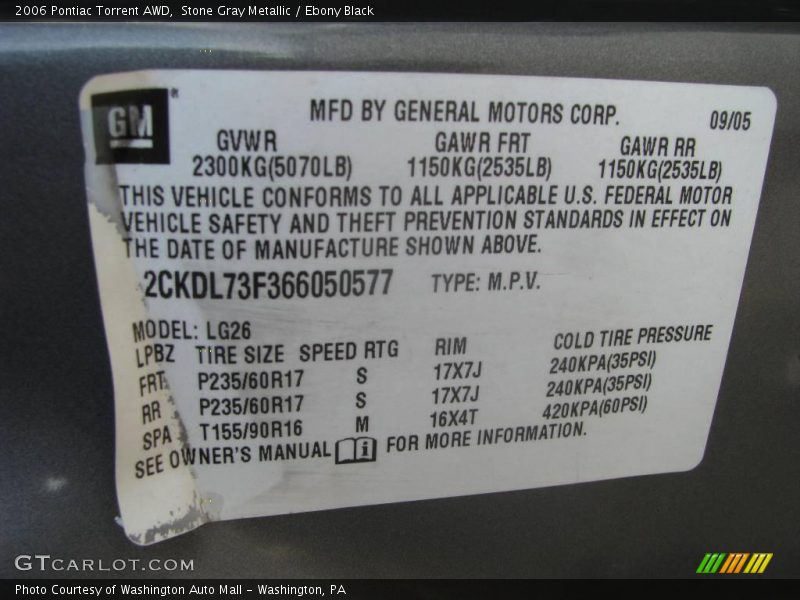 2006 Pontiac Torrent AWD,  Stone Gray Metallic / Ebony Black
GM®
MFD BY GENERAL MOTORS CORP.
09/05
GVWR GAWR FRT GAWR RR
2300KG(5070LB) 1150KG(2535LB) 1150KG(2535LB)
THIS VEHICLE CONFORMS TO ALL APPLICABLE U.S. FEDERAL MOTOR
VEHICLE SAFETY AND THEFT PREVENTION STANDARDS IN EFFECT ON
THE DATE OF MANUFACTURE SHOWN ABOVE.
2CKDL73F366050577 TYPE: M.P.V.
MODEL: LG26
LPBZ TIRE SIZE SPEED RTG RIM COLD TIRE PRESSURE
FRT P235/60R17 S 17X7J 240KPA(35PSI)
RR P235/60R17 S 17X7J 240KPA(35PSI)
SPA T155/90R16 M 16X4T 420KPA(60PSI)
SEE OWNER'S MANUAL i FOR MORE INFORMATION.
GTCARLOT.COM
Photo Courtesy of Washington Auto Mall - Washington, PA